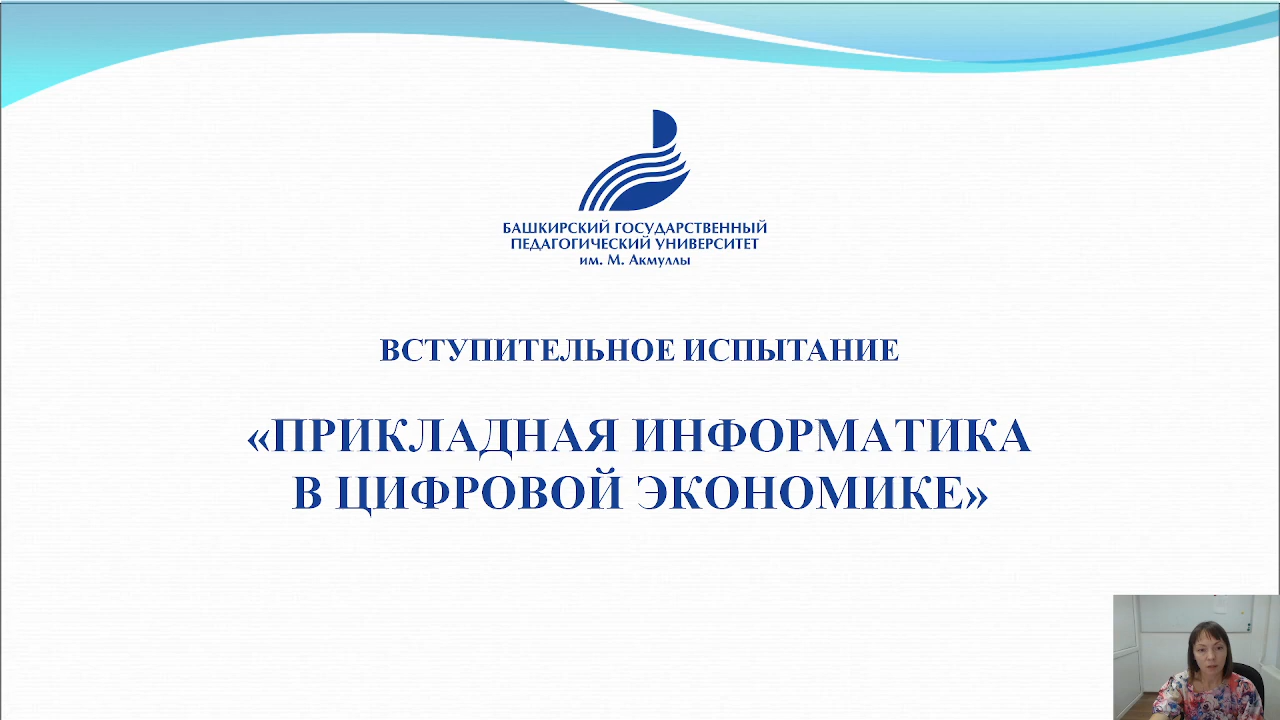 БАШКИРСКИЙ ГОСУДАРСТВЕННЫЙ
ПЕДАГОГИЧЕСКИЙ УНИВЕРСИТЕТ
им. М. Акмуллы
ВСТУПИТЕЛЬНОЕ ИСПЫТАНИЕ
«ПРИКЛАДНАЯ ИНФОРМАТИКА
В ЦИФРОВОЙ ЭКОНОМИКЕ»